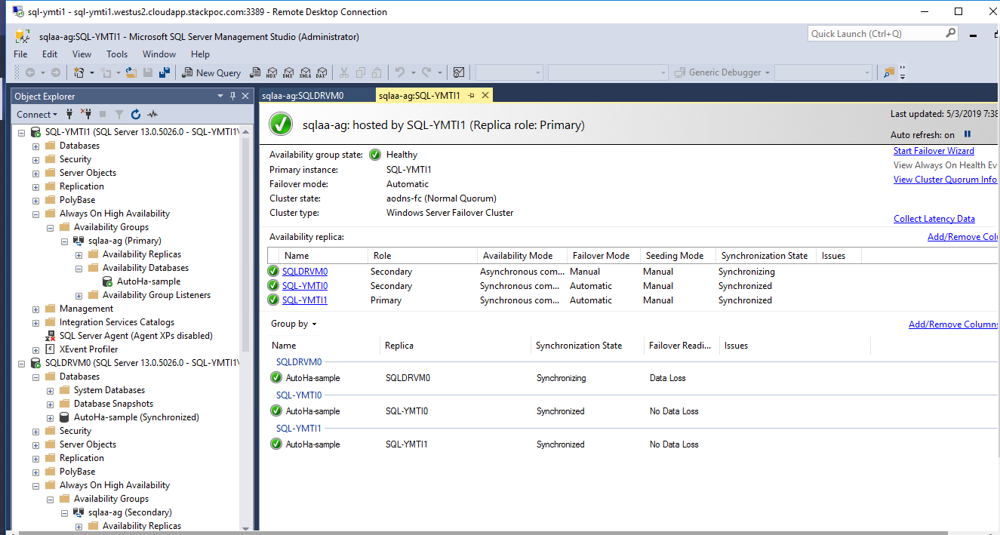 sql-ymti1 - sql-ymti1.westus2.cloudapp.stackpoc.com:3389 - Remote Desktop Connection
sqlaa-ag:SQL-YMTI1 - Microsoft SQL Server Management Studio (Administrator)
Quick Launch (Ctrl+Q)
File Edit View Tools Window Help
New Query MDX DMX XMLA DAX Generic Debugger
Object Explorer
Connect
SQL-YMTI1 (SQL Server 13.0.5026.0 - SQL-YMTI1\
Databases
Security
Server Objects
Replication
PolyBase
Always On High Availability
Availability Groups
sqlaa-ag (Primary)
Availability Replicas
Availability Databases
AutoHa-sample
Availability Group Listeners
Management
Integration Services Catalogs
SQL Server Agent (Agent XPs disabled)
XEvent Profiler
SQLDRVM0 (SQL Server 13.0.5026.0 - SQL-YMTI1\
Databases
System Databases
Database Snapshots
AutoHa-sample (Synchronized)
Security
Server Objects
Replication
PolyBase
Always On High Availability
Availability Groups
sqlaa-ag (Secondary)
Availability Replicas
sqlaa-ag:SQLDRVM0 sqlaa-ag:SQL-YMTI1
sqlaa-ag: hosted by SQL-YMTI1 (Replica role: Primary)
Last updated: 5/3/2019 7:38
Auto refresh: on
Availability group state: Healthy
Primary instance: SQL-YMTI1
Failover mode: Automatic
Cluster state: aodns-fc (Normal Quorum)
Cluster type: Windows Server Failover Cluster
Start Failover Wizard
View Always On Health Ev
View Cluster Quorum Info
Collect Latency Data
Availability replica: Add/Remove Colu
Name Role Availability Mode Failover Mode Seeding Mode Synchronization State Issues
SQLDRVM0 Secondary Asynchronous com... Manual Manual Synchronizing
SQL-YMTI0 Secondary Synchronous com... Automatic Manual Synchronized
SQL-YMTI1 Primary Synchronous com... Automatic Manual Synchronized
Group by Add/Remove Columns
Name Replica Synchronization State Failover Readi... Issues
SQLDRVM0
AutoHa-sample SQLDRVM0 Synchronizing Data Loss
SQL-YMTI0
AutoHa-sample SQL-YMTI0 Synchronized No Data Loss
SQL-YMTI1
AutoHa-sample SQL-YMTI1 Synchronized No Data Loss